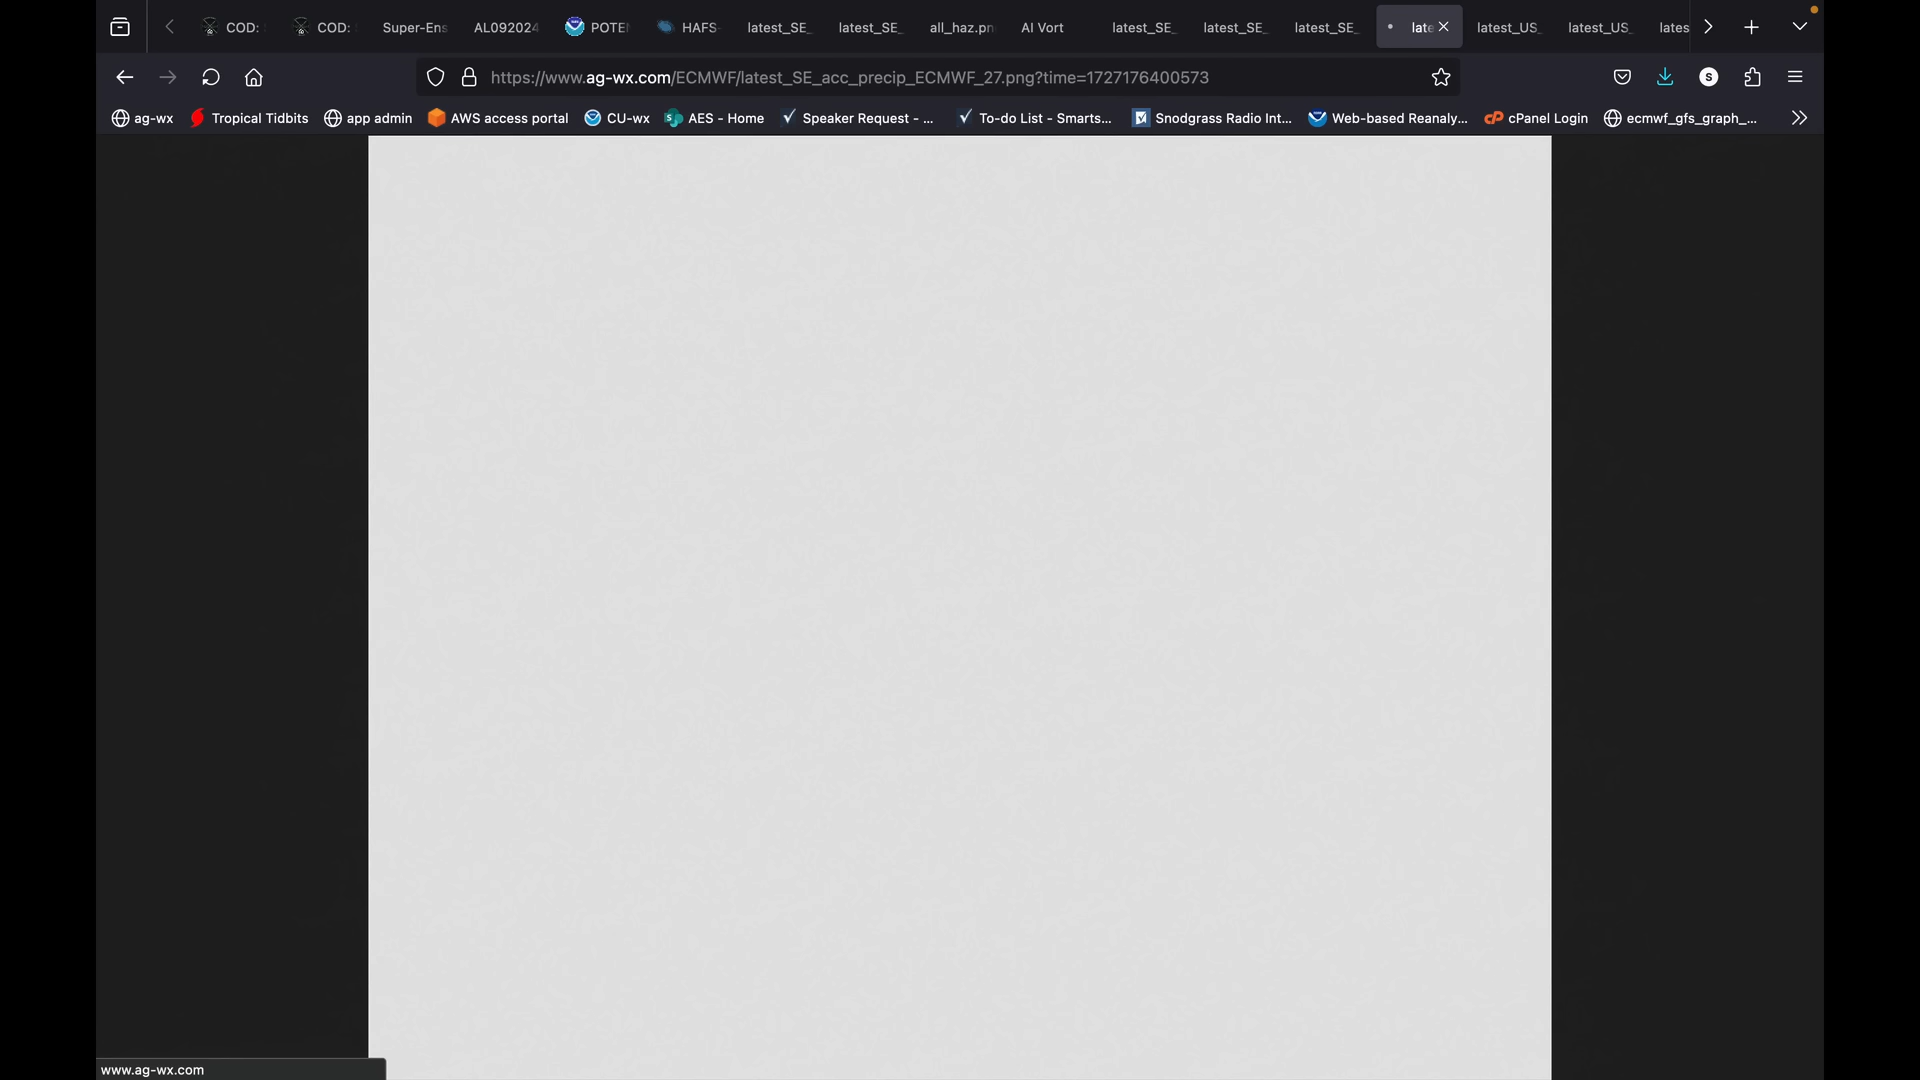 COD: COD: Super-Ens AL092024 POTE HAFS- latest_SE_ latest_SE_ all_haz.pn AI Vort latest_SE_ latest_SE_ latest_SE_ late latest_US_ latest_US_ lates
https://www.ag-wx.com/ECMWF/latest_SE_acc_precip_ECMWF_27.png?time=1727176400573
S
ag-wx Tropical Tidbits app admin AWS access portal CU-wx AES - Home Speaker Request - ... To-do List - Smarts... Snodgrass Radio Int... Web-based Reanaly... cPanel Login ecmwf_gfs_graph_...
www.ag-wx.com